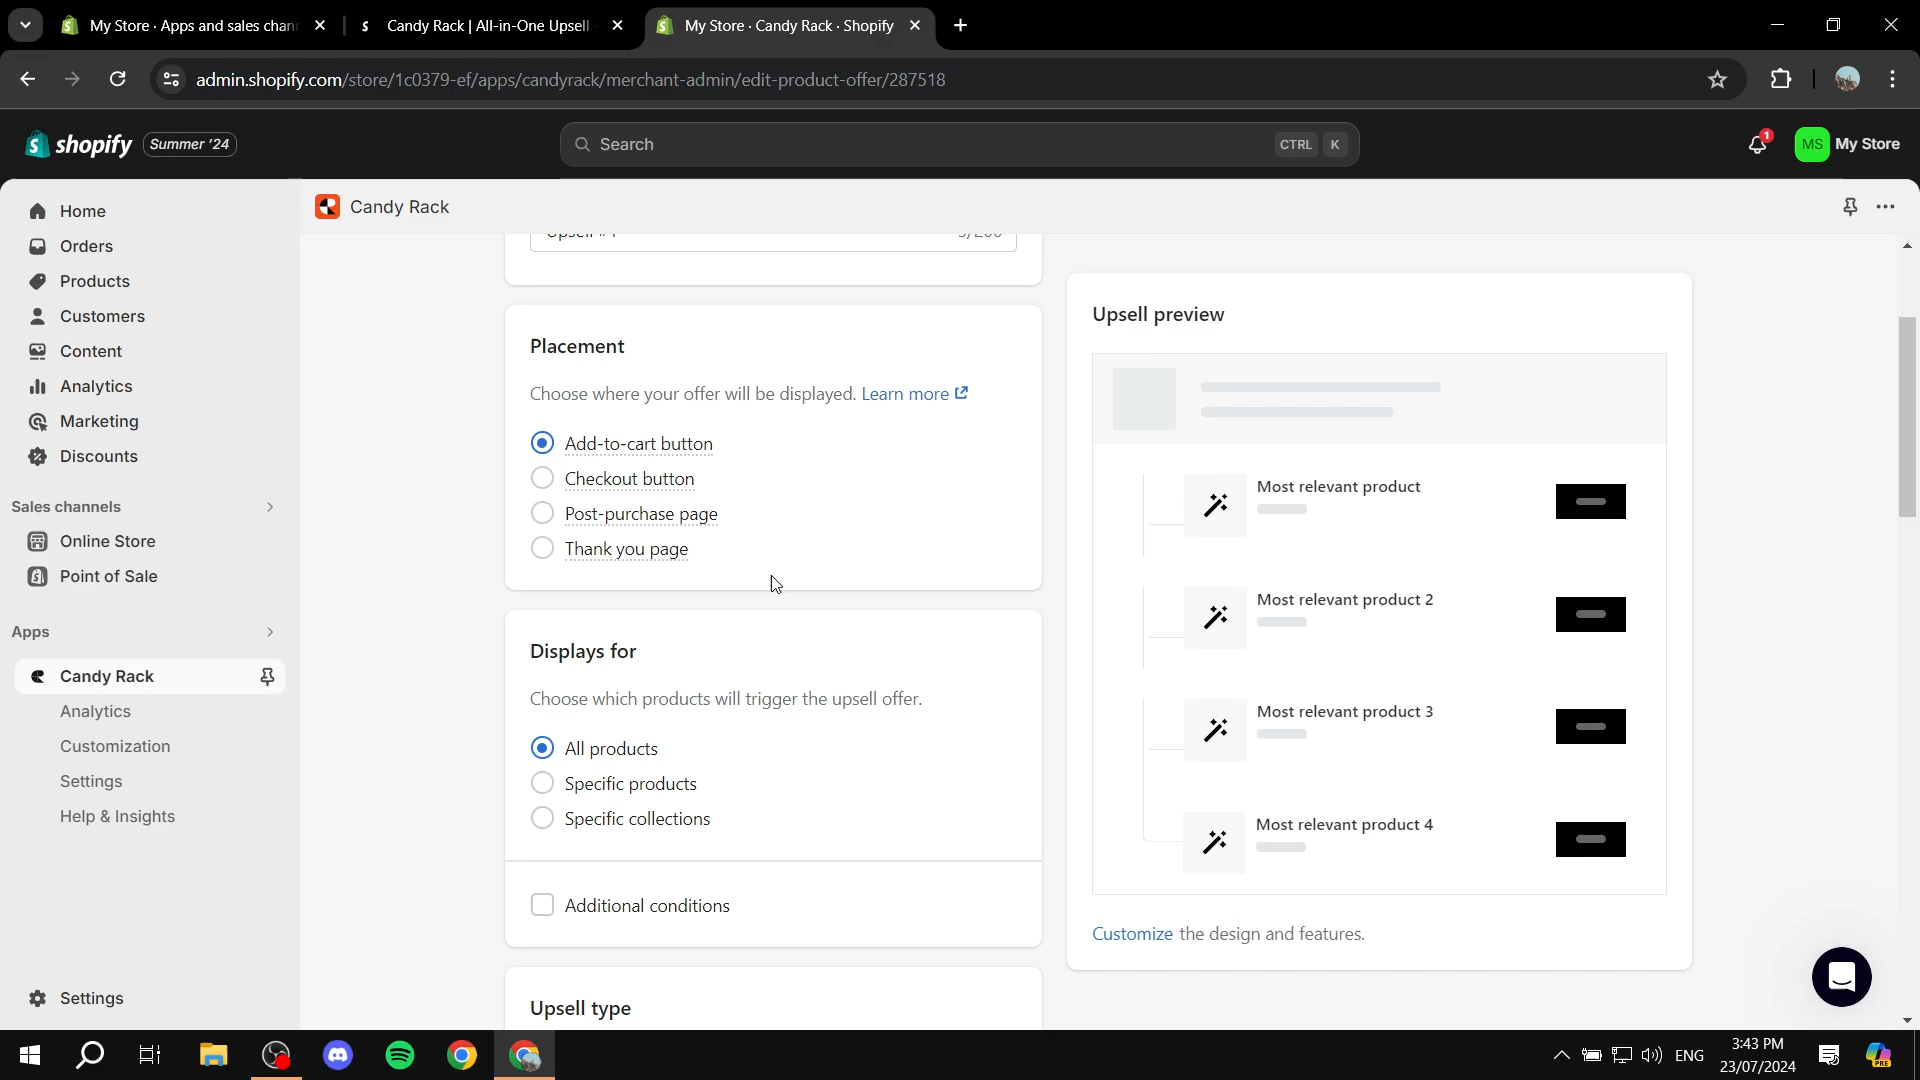 My Store · Apps and sales chan
Candy Rack | All-in-One Upsell
My Store · Candy Rack · Shopify
admin.shopify.com/store/1c0379-ef/apps/candyrack/merchant-admin/edit-product-offer/287518
shopify
Summer '24
Search
CTRL K
1
MS
My Store
Home
Orders
Products
Customers
Content
Analytics
Marketing
Discounts
Sales channels
Online Store
Point of Sale
Apps
Candy Rack
Analytics
Customization
Settings
Help & Insights
Settings
Candy Rack
Placement
Choose where your offer will be displayed. Learn more
Add-to-cart button
Checkout button
Post-purchase page
Thank you page
Displays for
Choose which products will trigger the upsell offer.
All products
Specific products
Specific collections
Additional conditions
Upsell type
Upsell preview
Most relevant product
Most relevant product 2
Most relevant product 3
Most relevant product 4
Customize the design and features.
ENG
3:43 PM
23/07/2024
PRE